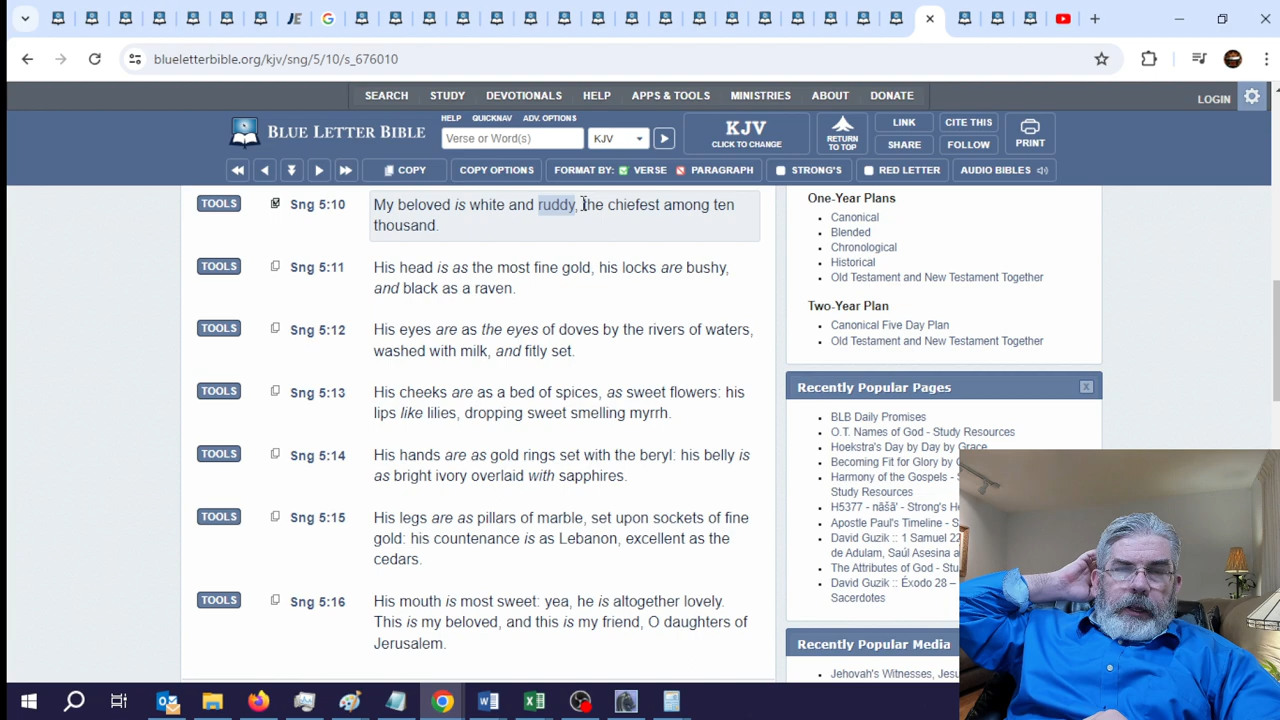 JE
blueletterbible.org/kjv/sng/5/10/s_676010
SEARCH STUDY DEVOTIONALS HELP APPS & TOOLS MINISTRIES ABOUT DONATE
LOGIN
BLUE LETTER BIBLE
HELP QUICKNAV ADV. OPTIONS
Verse or Word(s) KJV
KJV
CLICK TO CHANGE
RETURN TO TOP
LINK CITE THIS
SHARE FOLLOW
PRINT
COPY COPY OPTIONS FORMAT BY: VERSE PARAGRAPH STRONG'S RED LETTER AUDIO BIBLES
TOOLS Sng 5:10 My beloved is white and ruddy, the chiefest among ten
thousand.
TOOLS Sng 5:11 His head is as the most fine gold, his locks are bushy,
and black as a raven.
TOOLS Sng 5:12 His eyes are as the eyes of doves by the rivers of waters,
washed with milk, and fitly set.
TOOLS Sng 5:13 His cheeks are as a bed of spices, as sweet flowers: his
lips like lilies, dropping sweet smelling myrrh.
TOOLS Sng 5:14 His hands are as gold rings set with the beryl: his belly is
as bright ivory overlaid with sapphires.
TOOLS Sng 5:15 His legs are as pillars of marble, set upon sockets of fine
gold: his countenance is as Lebanon, excellent as the
cedars.
TOOLS Sng 5:16 His mouth is most sweet: yea, he is altogether lovely.
This is my beloved, and this is my friend, O daughters of
Jerusalem.
One-Year Plans
Canonical
Blended
Chronological
Historical
Old Testament and New Testament Together
Two-Year Plan
Canonical Five Day Plan
Old Testament and New Testament Together
Recently Popular Pages
x
BLB Daily Promises
O.T. Names of God - Study Resources
Hoekstra's Day by Day by Grace
Becoming Fit for Glory by
Harmony of the Gospels -
Study Resources
H5377 - nāšā' - Strong's
Apostle Paul's Timeline -
David Guzik :: 1 Samuel 22
de Adulam, Saúl Asesina a
The Attributes of God -
David Guzik :: Éxodo 28 –
Sacerdotes
Recently Popular Media
Jehovah's Witnesses, Jesus